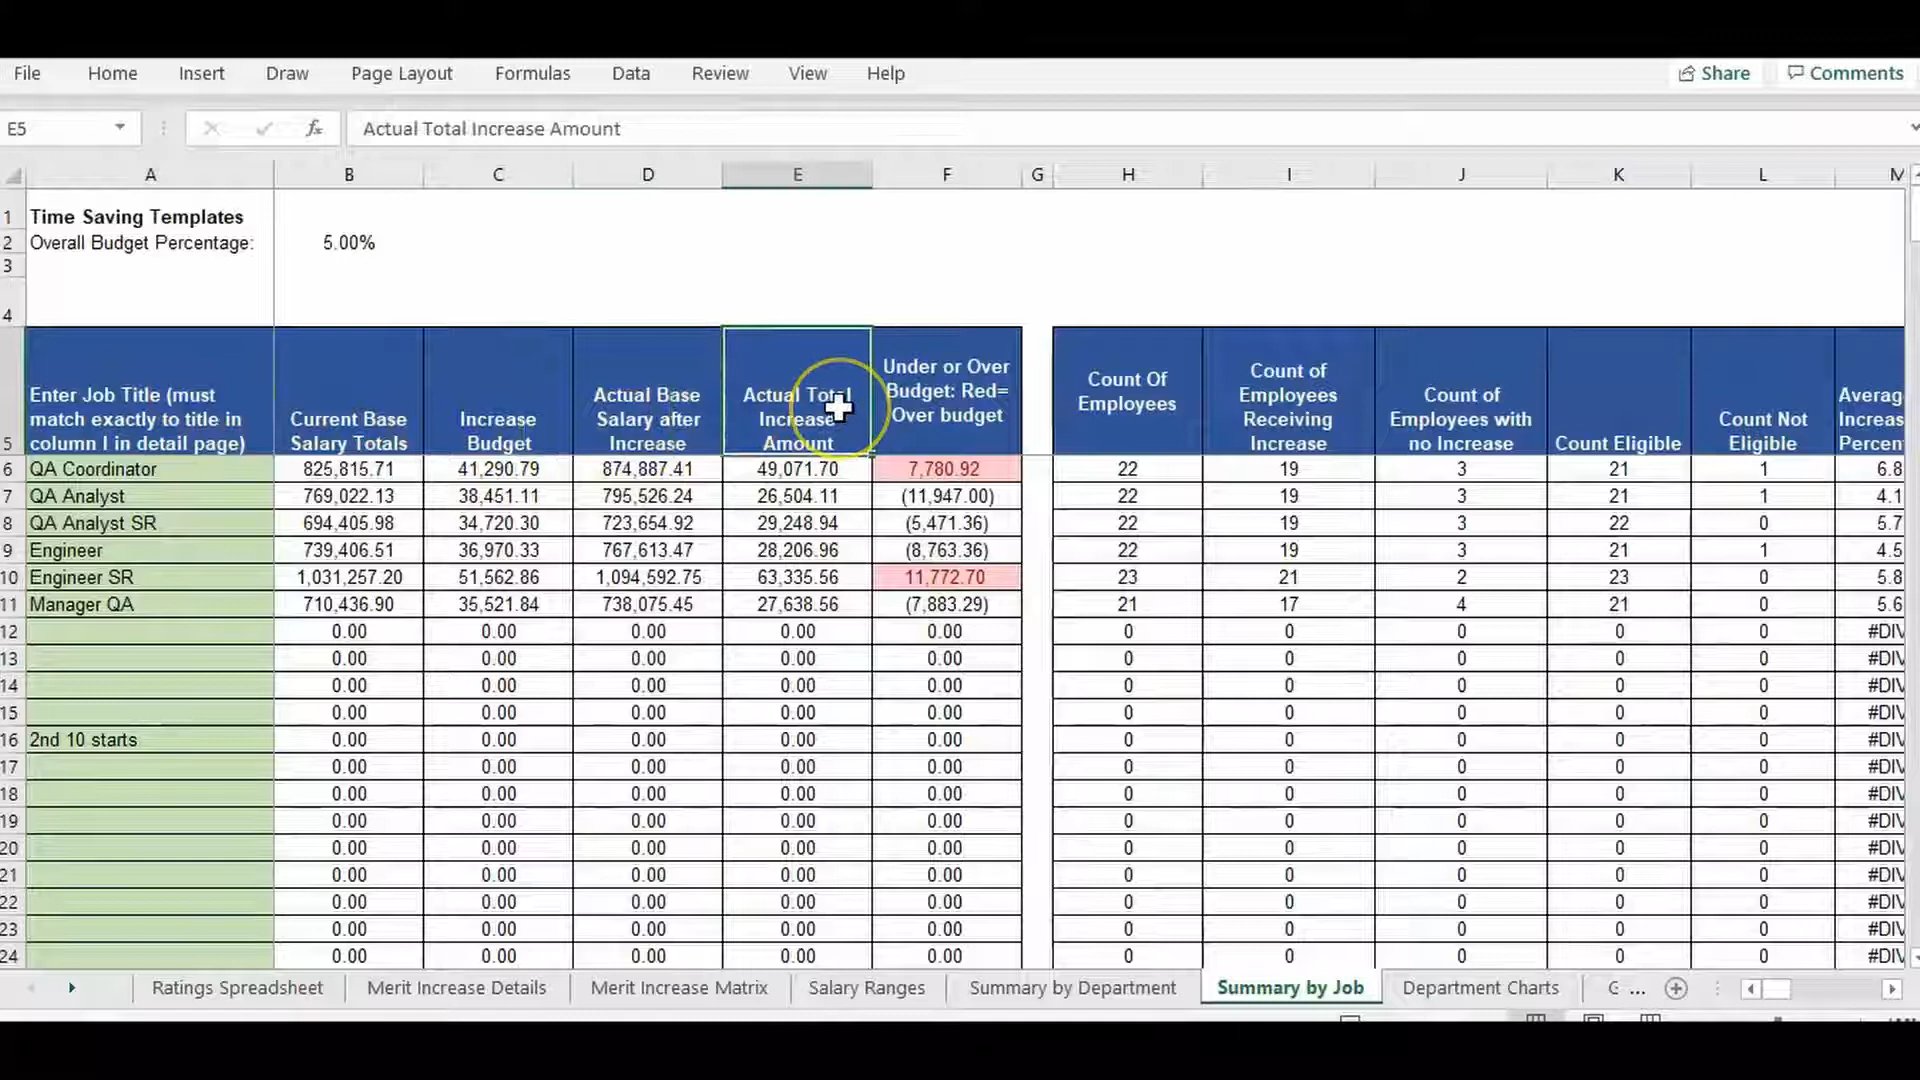 File Home Insert Draw Page Layout Formulas Data Review View Help Share Comments
E5 fx Actual Total Increase Amount
A B C D E F G H I J K L M
1 Time Saving Templates
2 Overall Budget Percentage: 5.00%
3
4
Enter Job Title (must
match exactly to title in
5 column I in detail page)
Current Base
Salary Totals
Increase
Budget
Actual Base
Salary after
Increase
Actual Total
Increase
Amount
Under or Over
Budget: Red=
Over budget
Count Of
Employees
Count of
Employees
Receiving
Increase
Count of
Employees with
no Increase
Count Eligible
Count Not
Eligible
Averag
Increas
Percen
6 QA Coordinator 825,815.71 41,290.79 874,887.41 49,071.70 7,780.92 22 19 3 21 1 6.8
7 QA Analyst 769,022.13 38,451.11 795,526.24 26,504.11 (11,947.00) 22 19 3 21 1 4.1
8 QA Analyst SR 694,405.98 34,720.30 723,654.92 29,248.94 (5,471.36) 22 19 3 22 0 5.7
9 Engineer 739,406.51 36,970.33 767,613.47 28,206.96 (8,763.36) 22 19 3 21 1 4.5
10 Engineer SR 1,031,257.20 51,562.86 1,094,592.75 63,335.56 11,772.70 23 21 2 23 0 5.8
11 Manager QA 710,436.90 35,521.84 738,075.45 27,638.56 (7,883.29) 21 17 4 21 0 5.6
12 0.00 0.00 0.00 0.00 0.00 0 0 0 0 0 #DIV
13 0.00 0.00 0.00 0.00 0.00 0 0 0 0 0 #DIV
14 0.00 0.00 0.00 0.00 0.00 0 0 0 0 0 #DIV
15 0.00 0.00 0.00 0.00 0.00 0 0 0 0 0 #DIV
16 2nd 10 starts 0.00 0.00 0.00 0.00 0.00 0 0 0 0 0 #DIV
17 0.00 0.00 0.00 0.00 0.00 0 0 0 0 0 #DIV
18 0.00 0.00 0.00 0.00 0.00 0 0 0 0 0 #DIV
19 0.00 0.00 0.00 0.00 0.00 0 0 0 0 0 #DIV
20 0.00 0.00 0.00 0.00 0.00 0 0 0 0 0 #DIV
21 0.00 0.00 0.00 0.00 0.00 0 0 0 0 0 #DIV
22 0.00 0.00 0.00 0.00 0.00 0 0 0 0 0 #DIV
23 0.00 0.00 0.00 0.00 0.00 0 0 0 0 0 #DIV
24 0.00 0.00 0.00 0.00 0.00 0 0 0 0 0 #DIV
Ratings Spreadsheet Merit Increase Details Merit Increase Matrix Salary Ranges Summary by Department Summary by Job Department Charts G ...